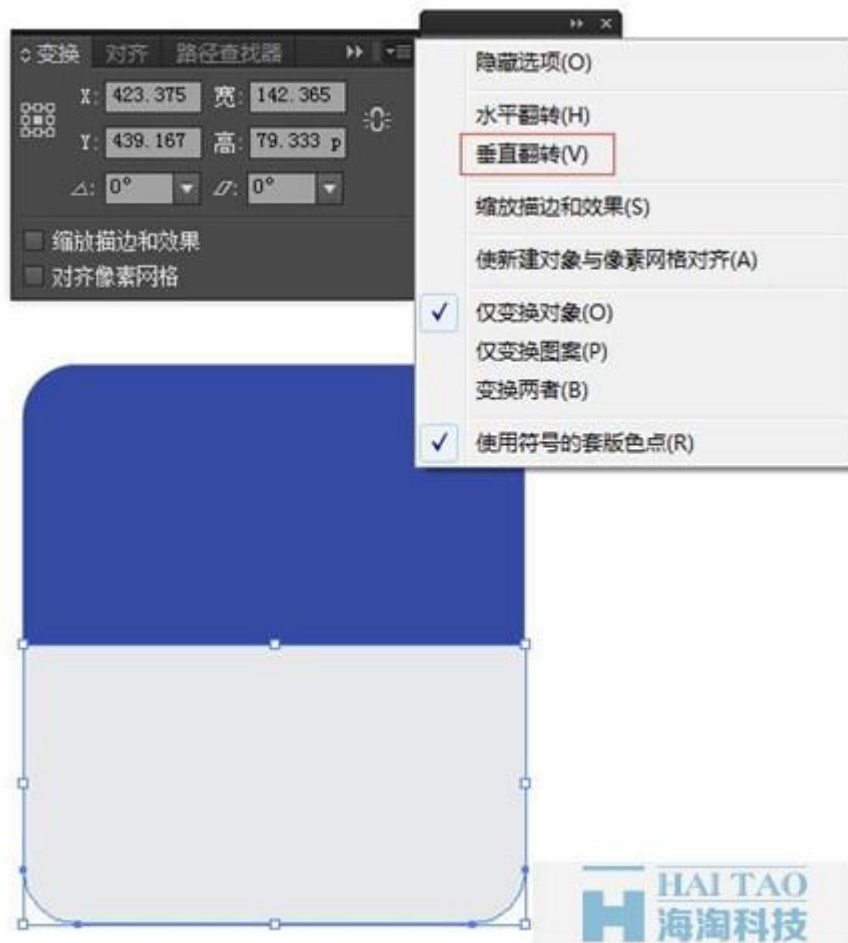 变换 对齐 路径查找器
X: 423.375 宽: 142.365
Y: 439.167 高: 79.333 p
0° 0°
缩放描边和效果
对齐像素网格
隐藏选项(O)
水平翻转(H)
垂直翻转(V)
缩放描边和效果(S)
使新建对象与像素网格对齐(A)
仅变换对象(O)
仅变换图案(P)
变换两者(B)
使用符号的套版色点(R)
HAI TAO
海淘科技